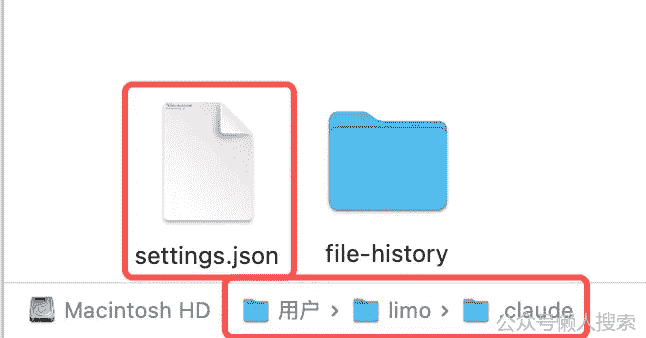 settings.json
file-history
Macintosh HD 用户 › limo › .claude
公众号懒人搜索